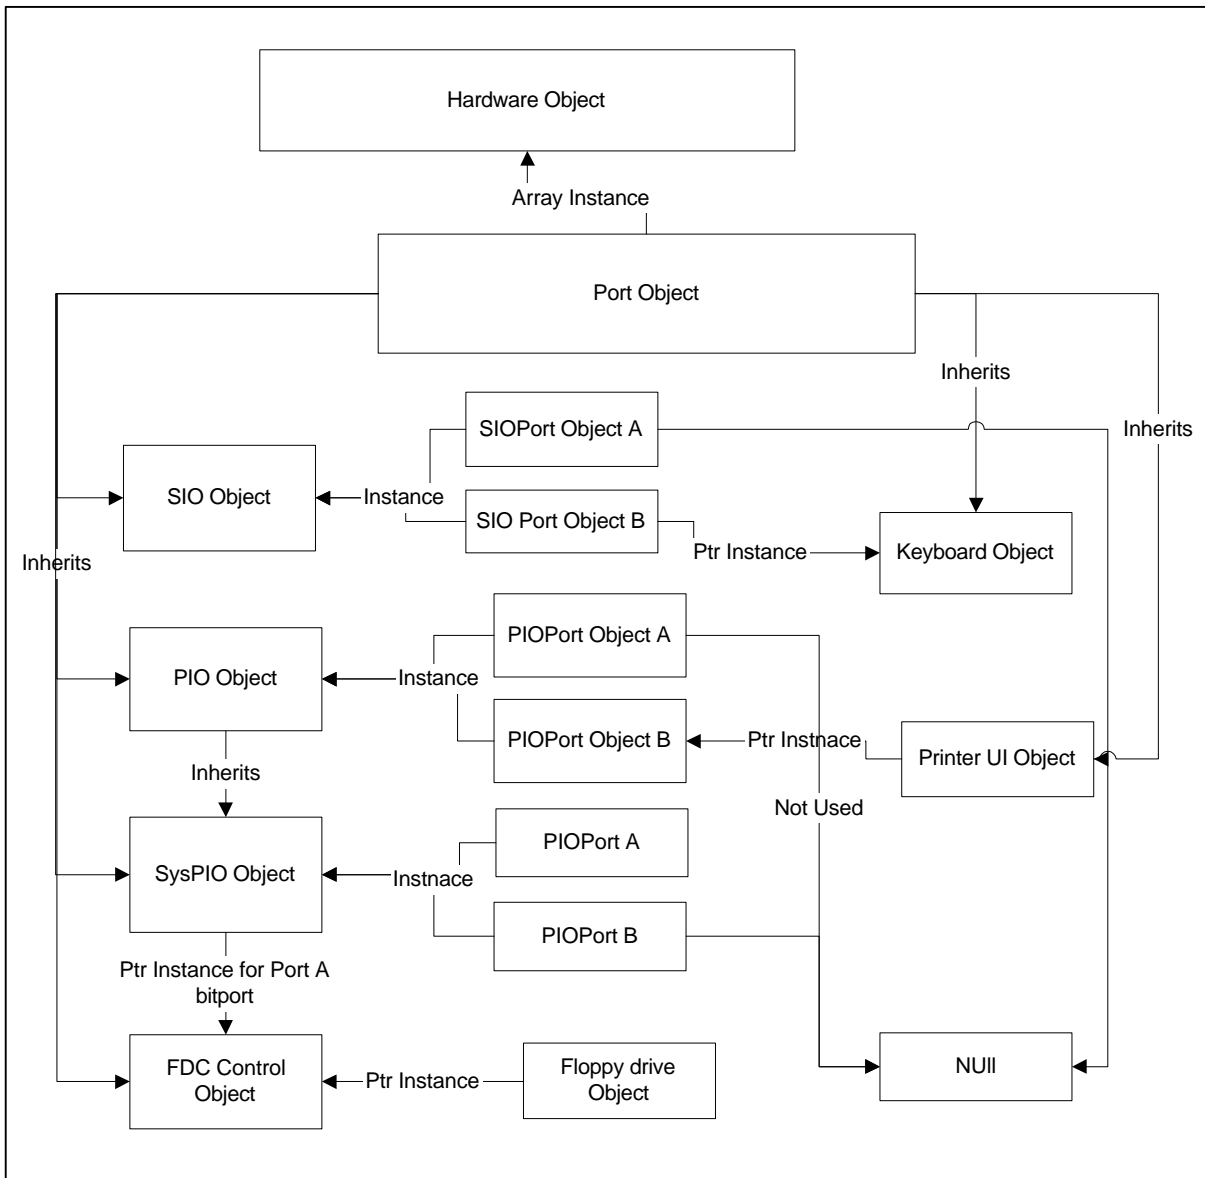 Hardware Object
Array Instance
Port Object
Inherits
SIOPort Object A
Inherits
SIO Object
Instance
SIO Port Object B
Ptr Instance
Keyboard Object
Inherits
PIOPort Object A
PIO Object
Instance
PIOPort Object B
Ptr Instnace
Printer UI Object
Inherits
Not Used
PIOPort A
SysPIO Object
Instnace
PIOPort B
Ptr Instance for Port A
bitport
FDC Control
Object
Ptr Instance
Floppy drive
Object
NUll